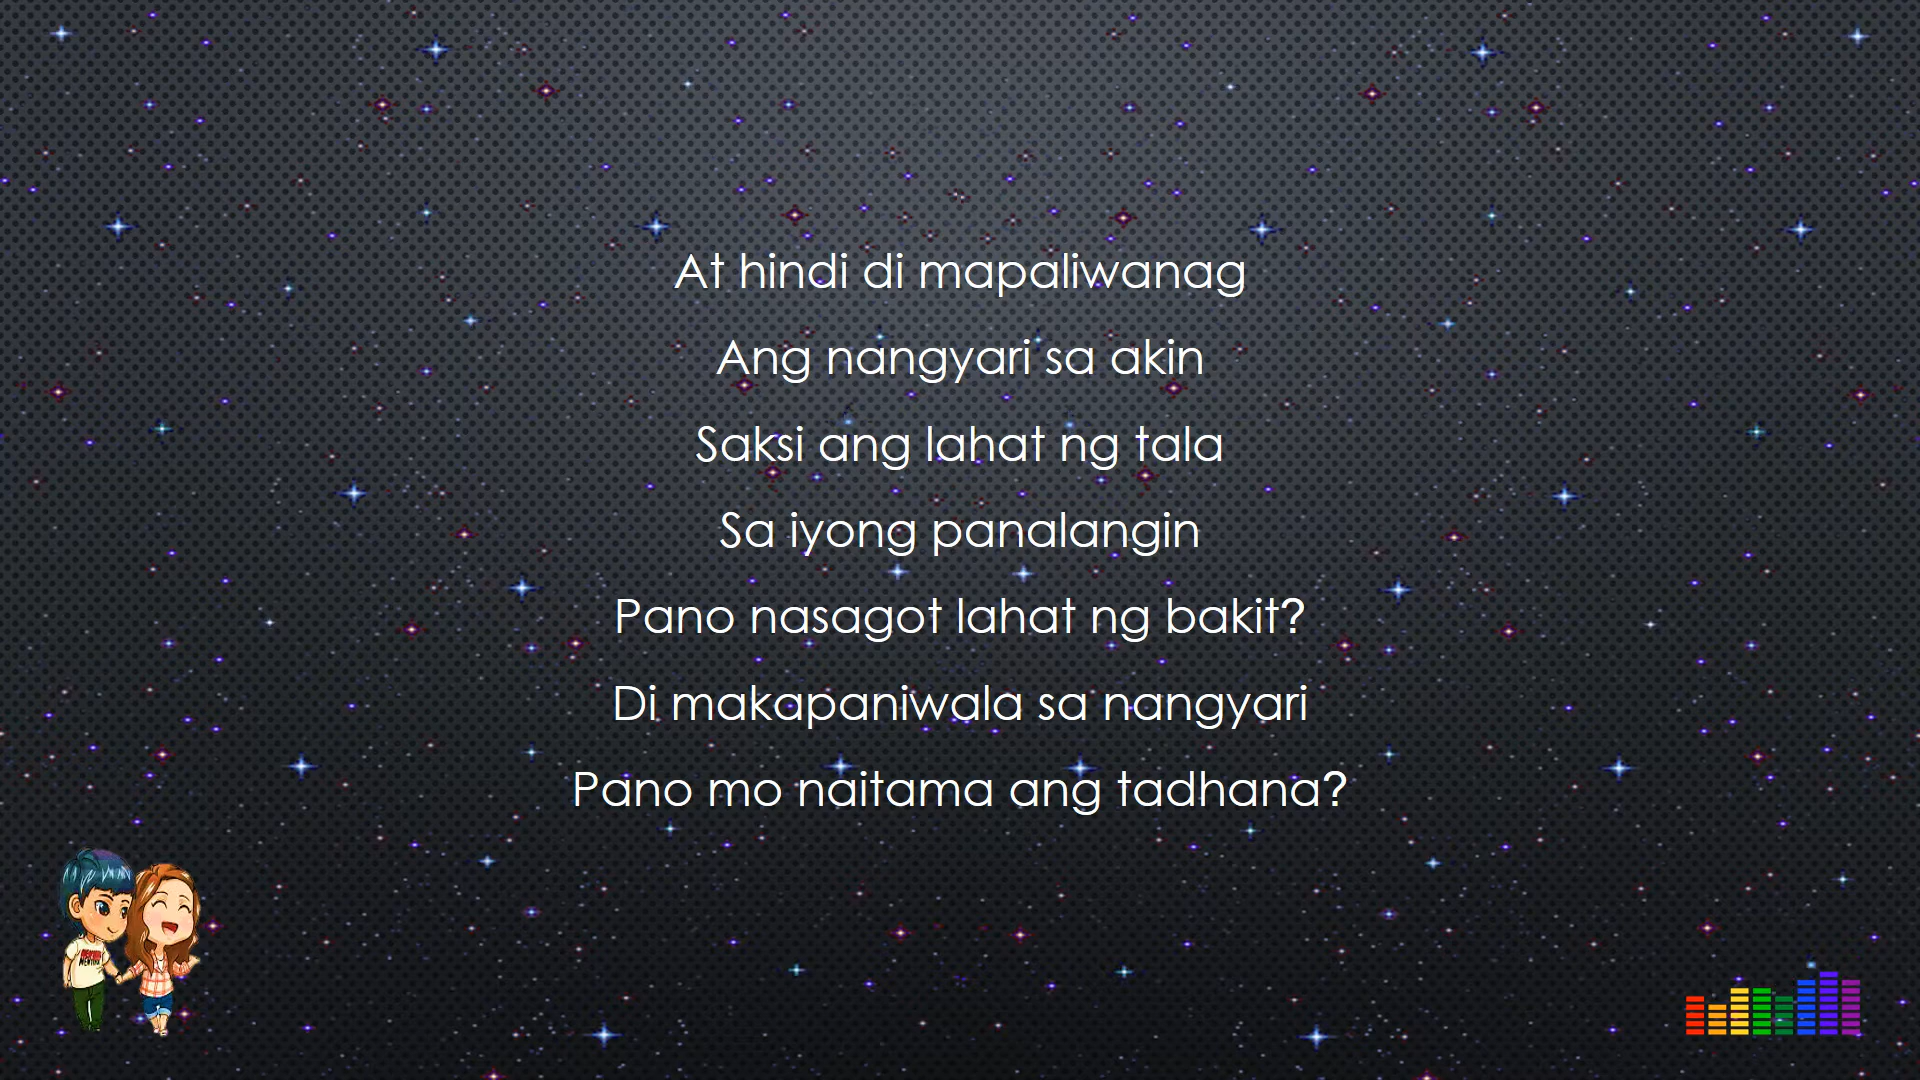 At hindi di mapaliwanag
Ang nangyari sa akin
Saksi ang lahat ng tala
Sa iyong panalangin
Pano nasagot lahat ng bakit?
Di makapaniwala sa nangyari
Pano mo naitama ang tadhana?